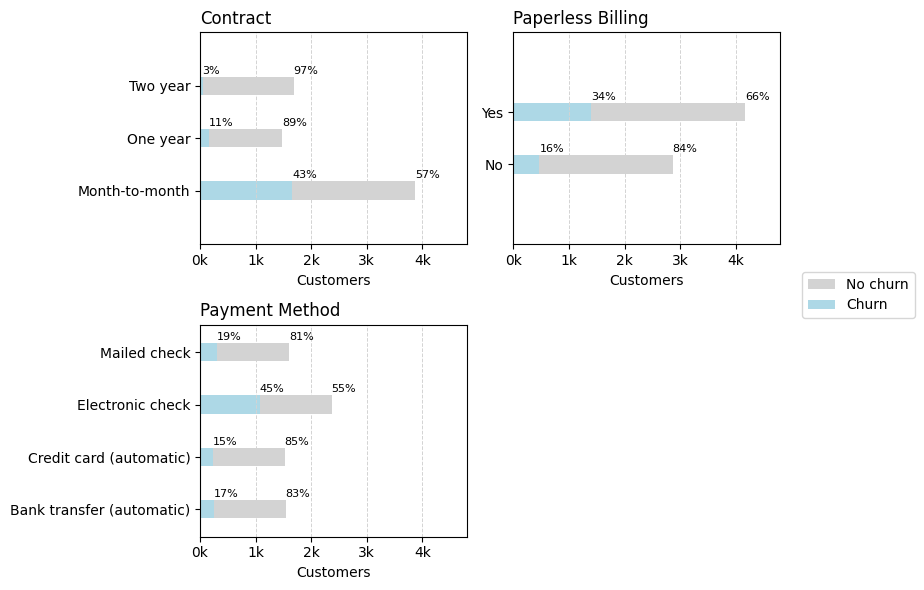 Contract
3% 97%
Two year
11% 89%
One year
43% 57%
Month-to-month
0k 1k 2k 3k 4k
Customers
Paperless Billing
34% 66%
Yes
16% 84%
No
0k 1k 2k 3k 4k
Customers
No churn
Churn
Payment Method
19% 81%
Mailed check
45% 55%
Electronic check
15% 85%
Credit card (automatic)
17% 83%
Bank transfer (automatic)
0k 1k 2k 3k 4k
Customers